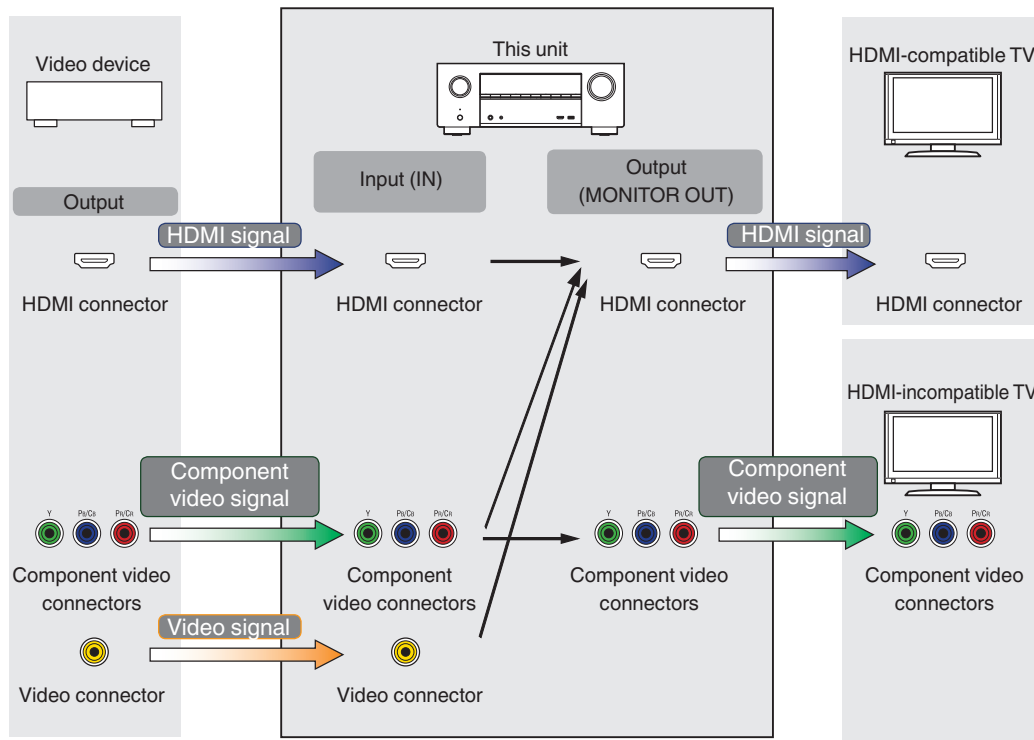 Video device
This unit
HDMI-compatible TV
Output
Input (IN)
Output
(MONITOR OUT)
HDMI signal
HDMI signal
HDMI connector
HDMI connector
HDMI connector
HDMI connector
HDMI-incompatible TV
Component
video signal
Component
video signal
Y PB/CB PR/CR
Y PB/CB PR/CR
Y PB/CB PR/CR
Y PB/CB PR/CR
Component video
connectors
Component
video connectors
Component video
connectors
Component video
connectors
Video signal
Video connector
Video connector